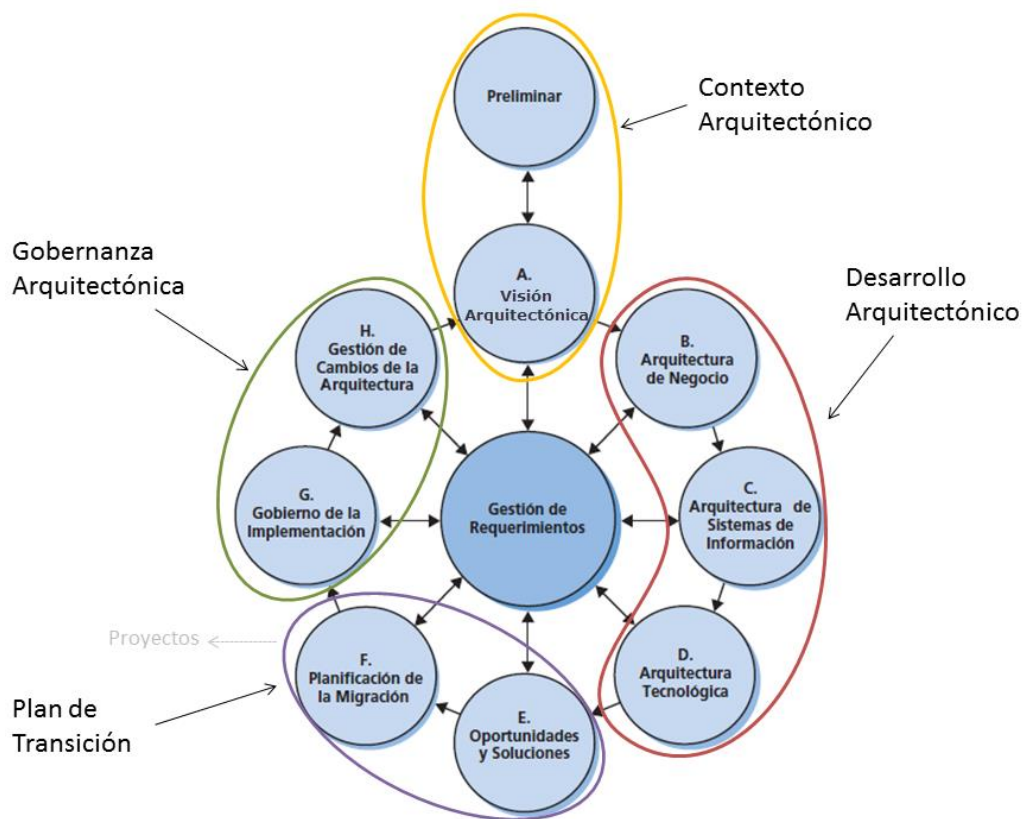 Preliminar
Contexto
Arquitectónico
A.
Visión
Arquitectónica
Gobernanza
Arquitectónica
Desarrollo
Arquitectónico
H.
Gestión de
Cambios de la
Arquitectura
B.
Arquitectura
de Negocio
G.
Gobierno de la
Implementación
Gestión de
Requerimientos
C.
Arquitectura de
Sistemas de
Información
Proyectos
F.
Planificación de
la Migración
D.
Arquitectura
Tecnológica
Plan de
Transición
E.
Oportunidades
y Soluciones